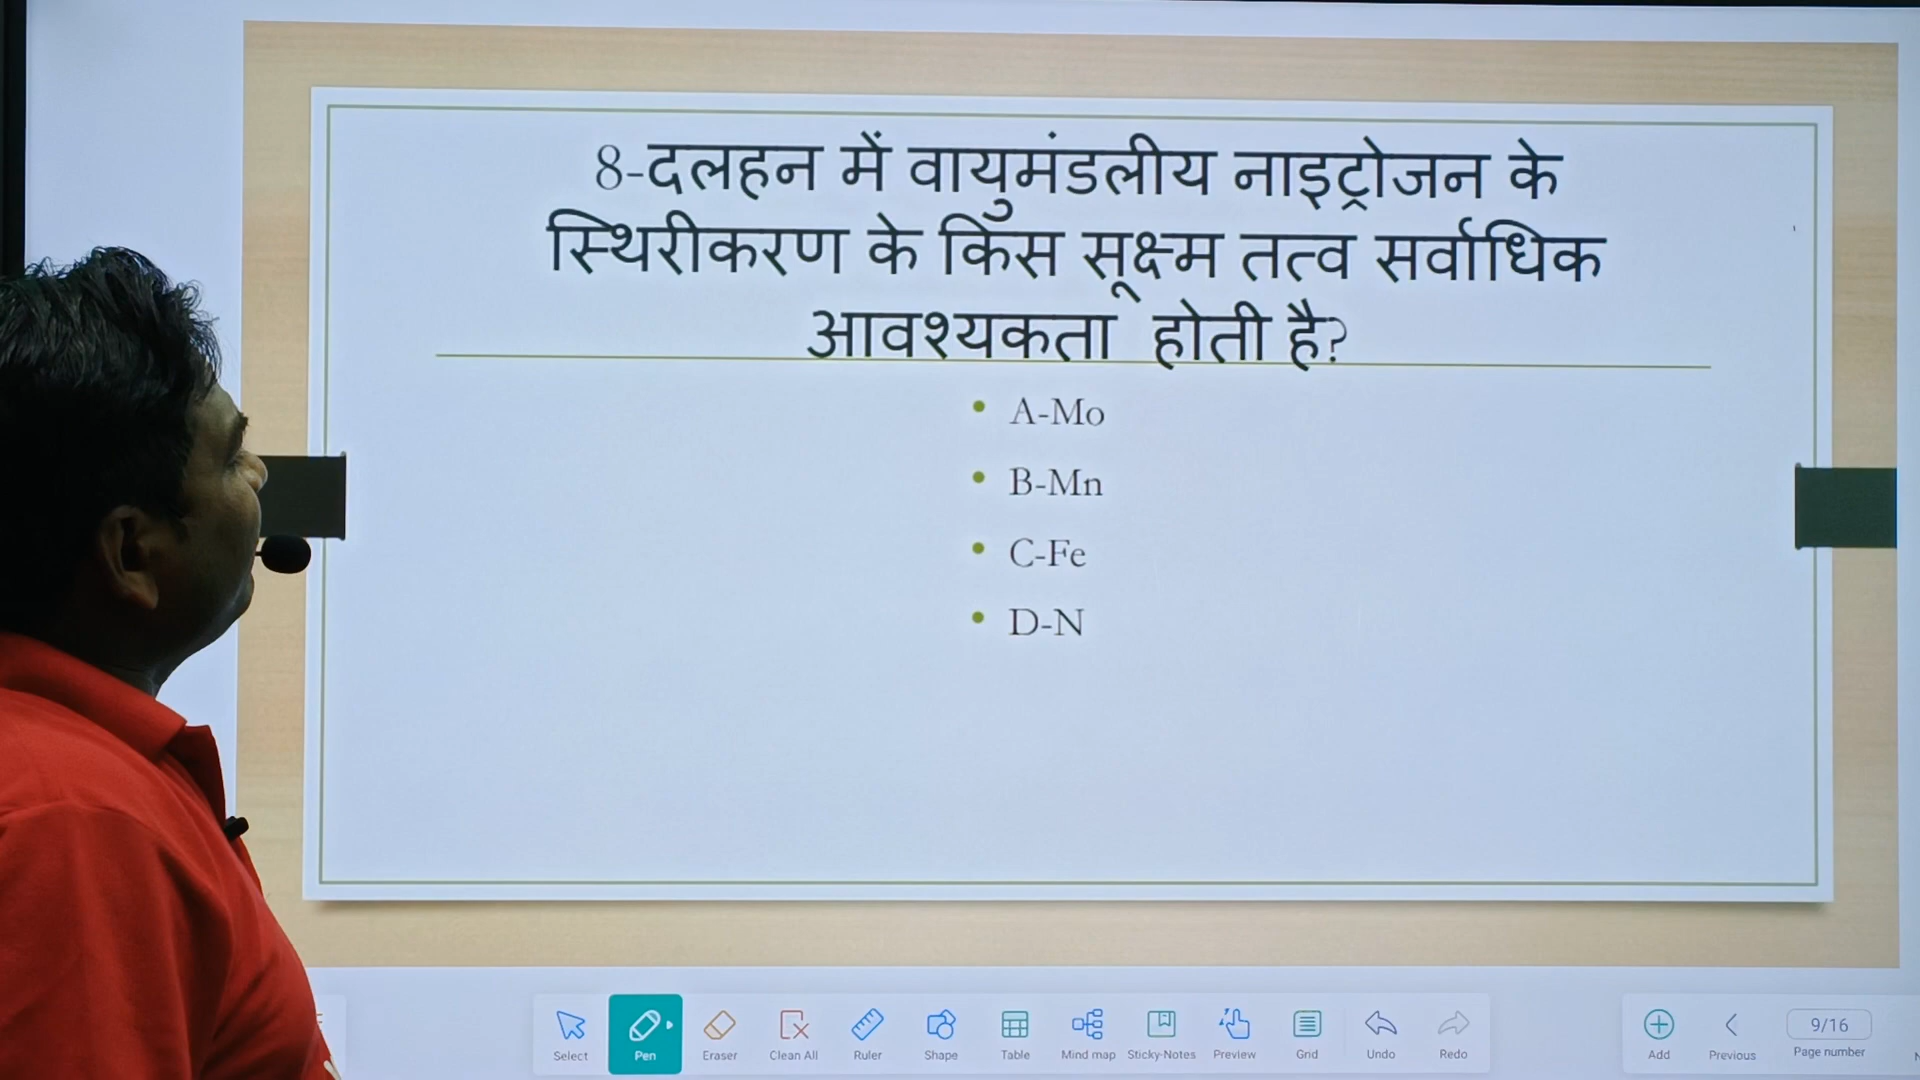 8-दलहन में वायुमंडलीय नाइट्रोजन के
स्थिरीकरण के किस सूक्ष्म तत्व सर्वाधिक
आवश्यकता होती है?
• A-Mo
• B-Mn
• C-Fe
• D-N
Select Pen Eraser Clean All Ruler Shape Table Mind map Sticky-Notes Preview Grid Undo Redo
Add Previous 9/16 Page number